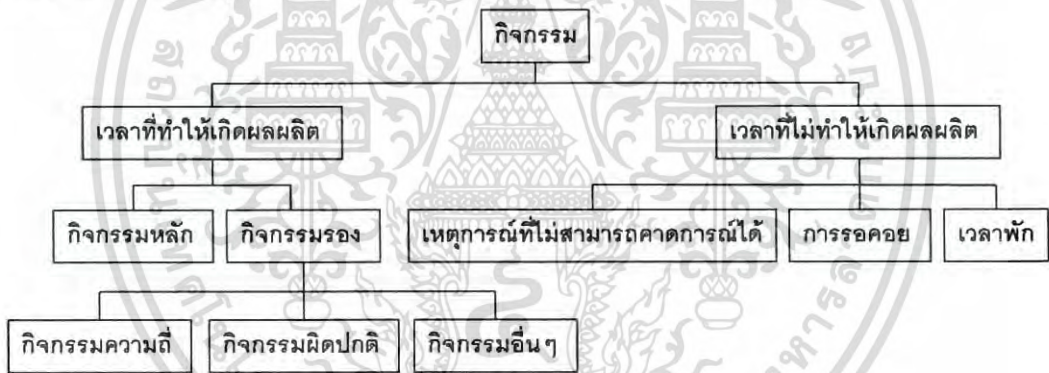 กิจกรรม
เวลาที่ทำให้เกิดผลผลิต
เวลาที่ไม่ทำให้เกิดผลผลิต
กิจกรรมหลัก
กิจกรรมรอง
เหตุการณ์ที่ไม่สามารถคาดการณ์ได้
การรอคอย
เวลาพัก
กิจกรรมความถี่
กิจกรรมผิดปกติ
กิจกรรมอื่นๆ